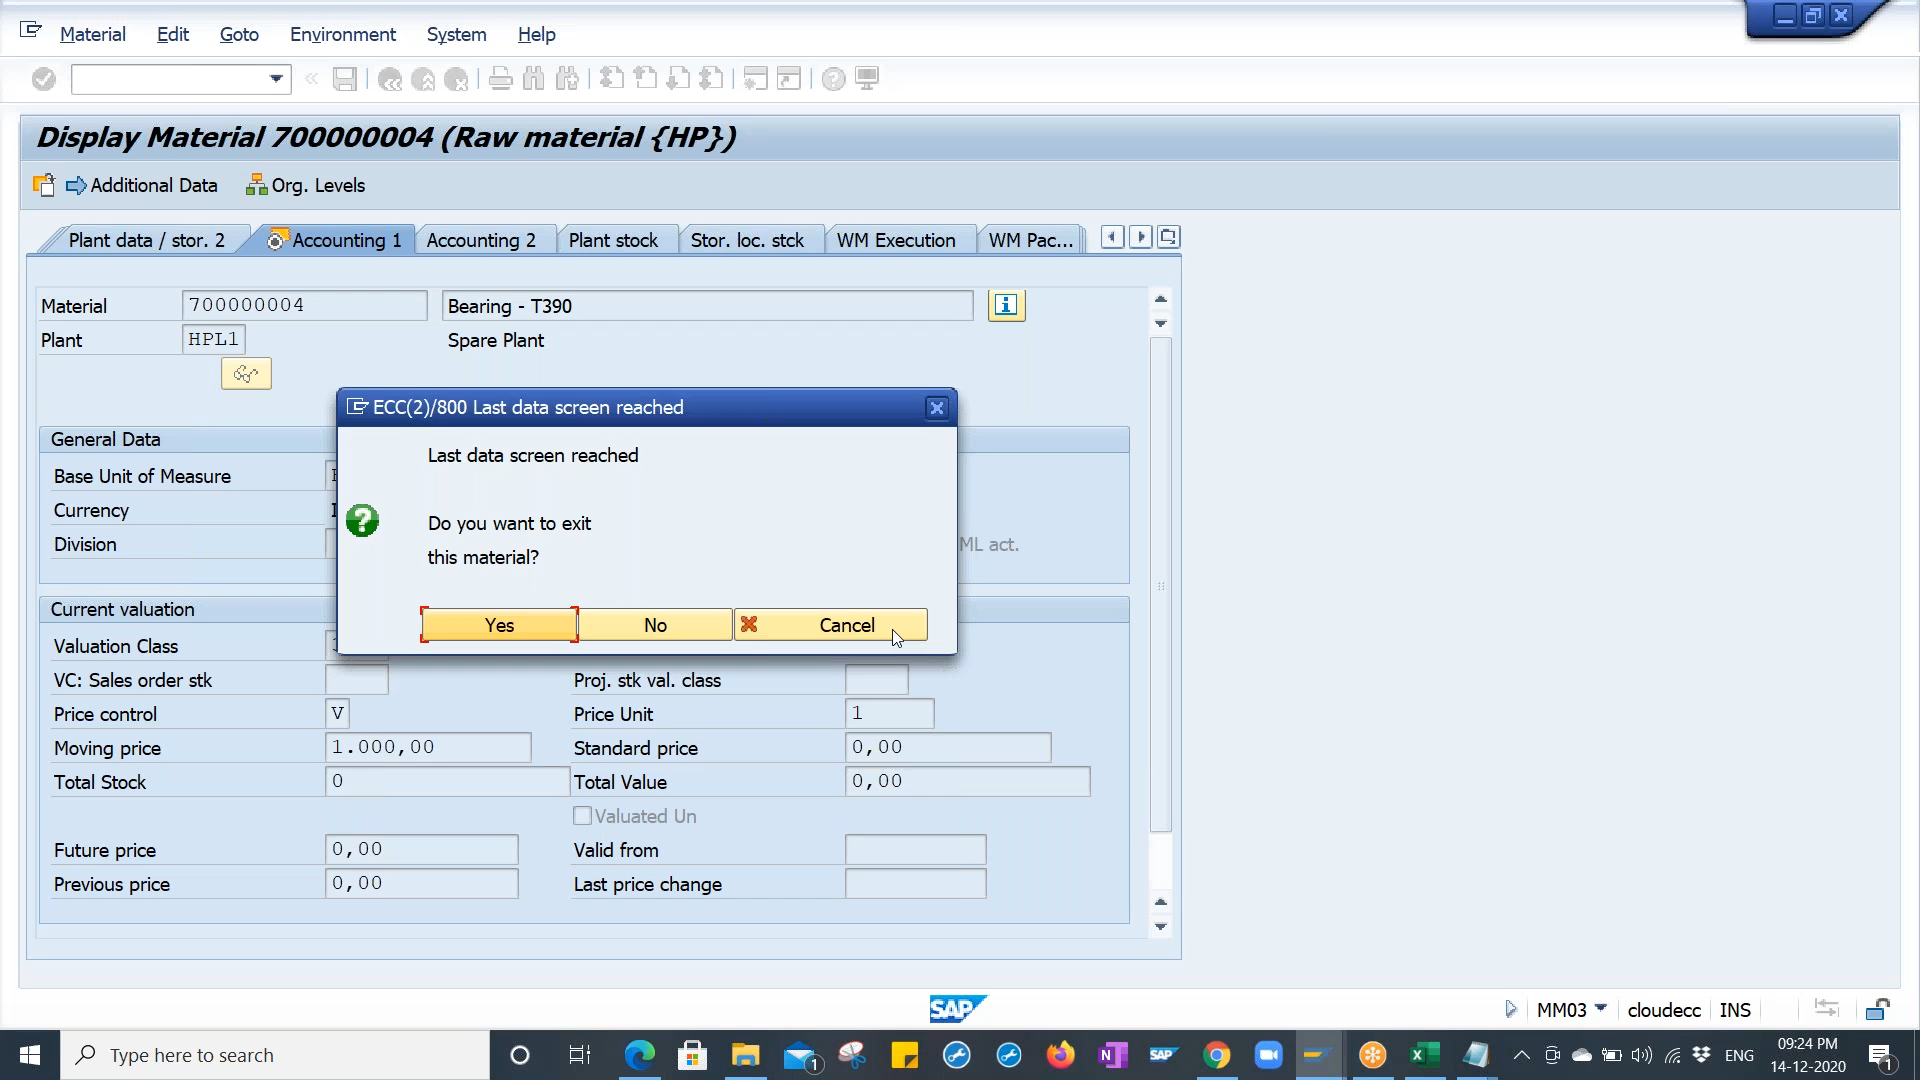 Material Edit Goto Environment System Help
Display Material 700000004 (Raw material {HP})
Additional Data Org. Levels
Plant data / stor. 2 Accounting 1 Accounting 2 Plant stock Stor. loc. stck WM Execution WM Pac...
Material 700000004 Bearing - T390
Plant HPL1 Spare Plant
ECC(2)/800 Last data screen reached
Last data screen reached
Do you want to exit
this material?
Yes No Cancel
General Data
Base Unit of Measure
Currency
Division ML act.
Current valuation
Valuation Class
VC: Sales order stk Proj. stk val. class
Price control V Price Unit 1
Moving price 1.000,00 Standard price 0,00
Total Stock 0 Total Value 0,00
Valuated Un
Future price 0,00 Valid from
Previous price 0,00 Last price change
SAP
MM03 cloudecc INS
Type here to search
1
SAP
ENG
09:24 PM
14-12-2020
1